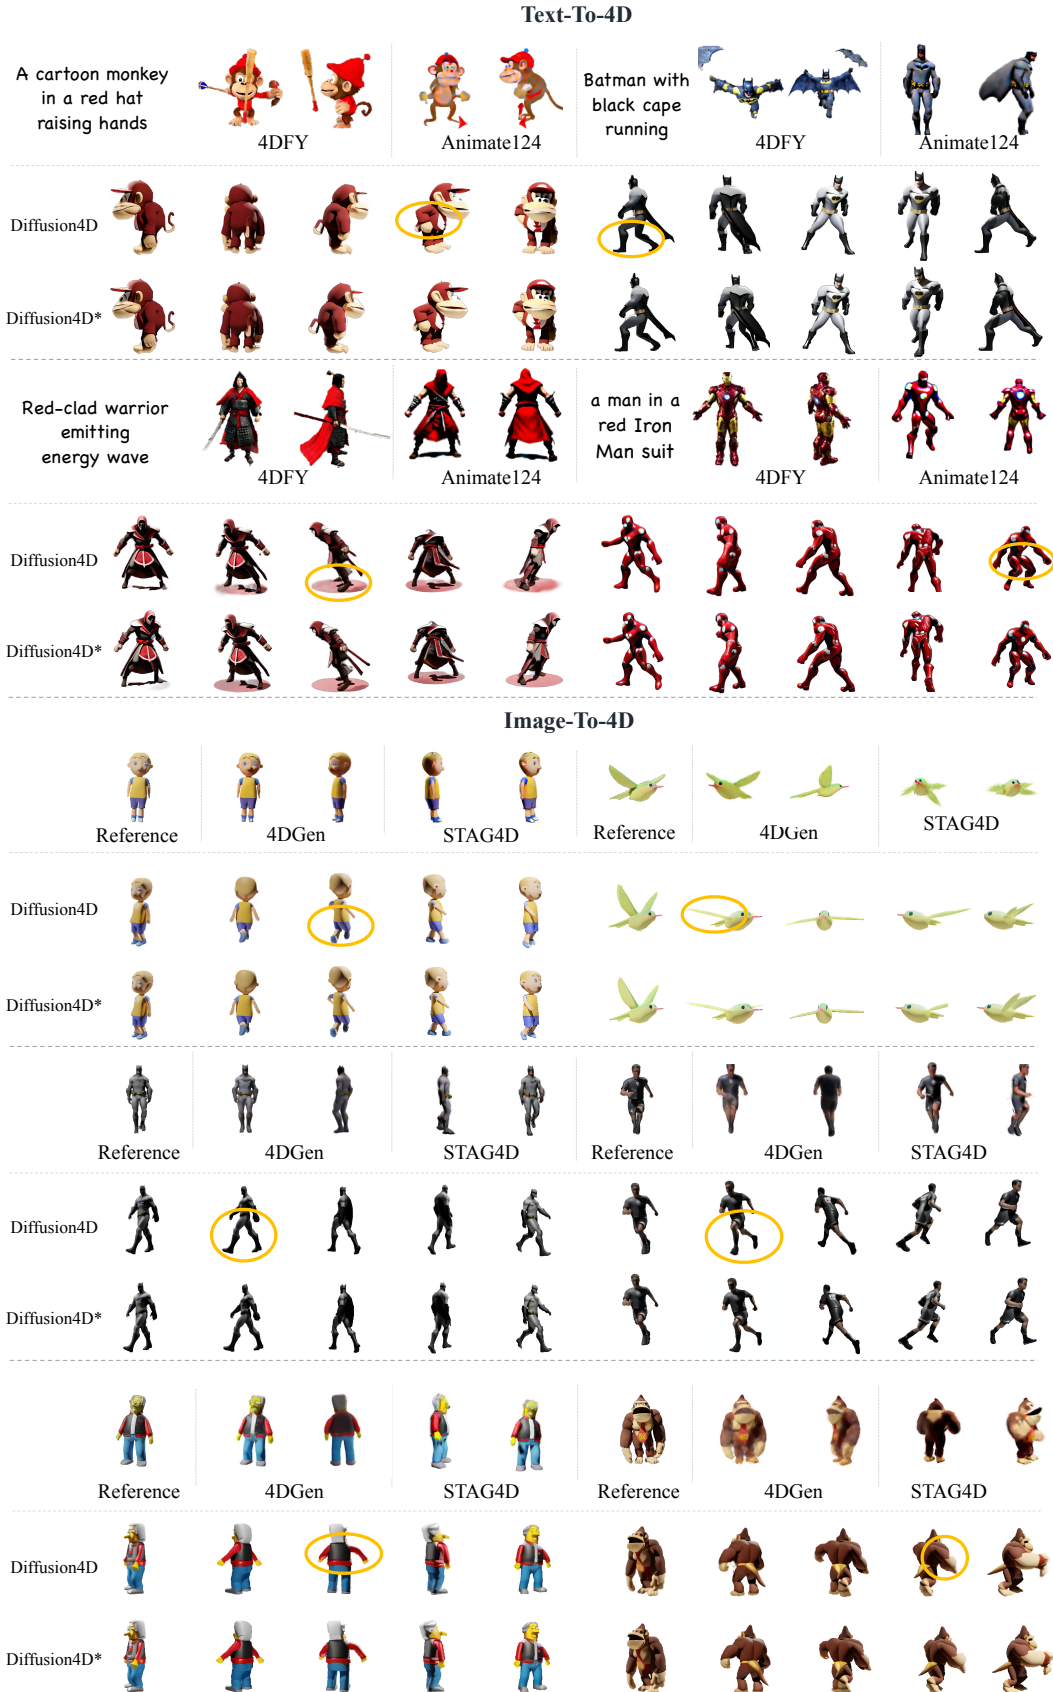 Text-To-4D
A cartoon monkey
in a red hat
raising hands
4DFY
Animate124
Batman with
black cape
running
4DFY
Animate124
Diffusion4D
Diffusion4D*
Red-clad warrior
emitting
energy wave
4DFY
Animate124
a man in a
red Iron
Man suit
4DFY
Animate124
Diffusion4D
Diffusion4D*
Image-To-4D
Reference
4DGen
STAG4D
Reference
4DGen
STAG4D
Diffusion4D
Diffusion4D*
Reference
4DGen
STAG4D
Reference
4DGen
STAG4D
Diffusion4D
Diffusion4D*
Reference
4DGen
STAG4D
Reference
4DGen
STAG4D
Diffusion4D
Diffusion4D*